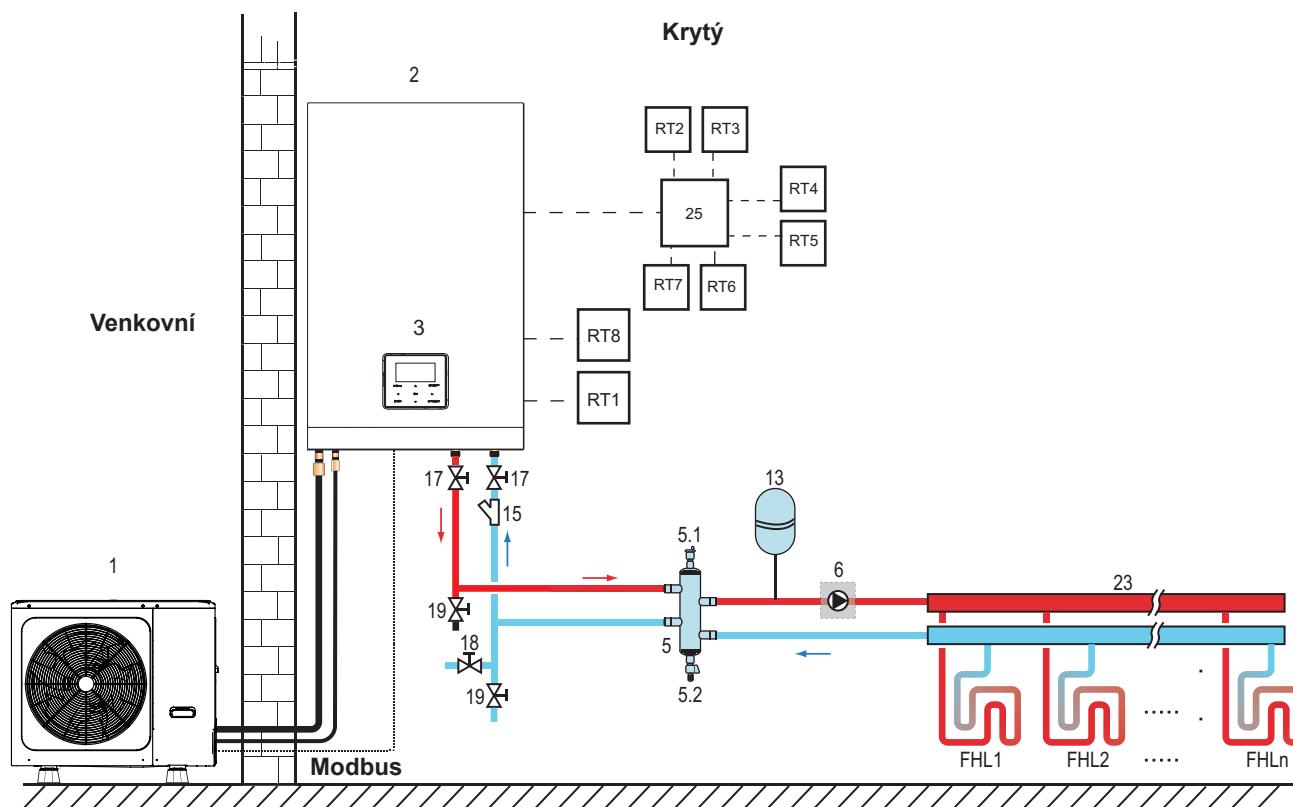 Krytý
2
RT2
RT3
25
RT4
RT5
RT7
RT6
Venkovní
3
RT8
RT1
17
17
15
13
1
5.1
6
23
19
18
5
19
5.2
FHL1
FHL2
.....
.....
FHLn
Modbus